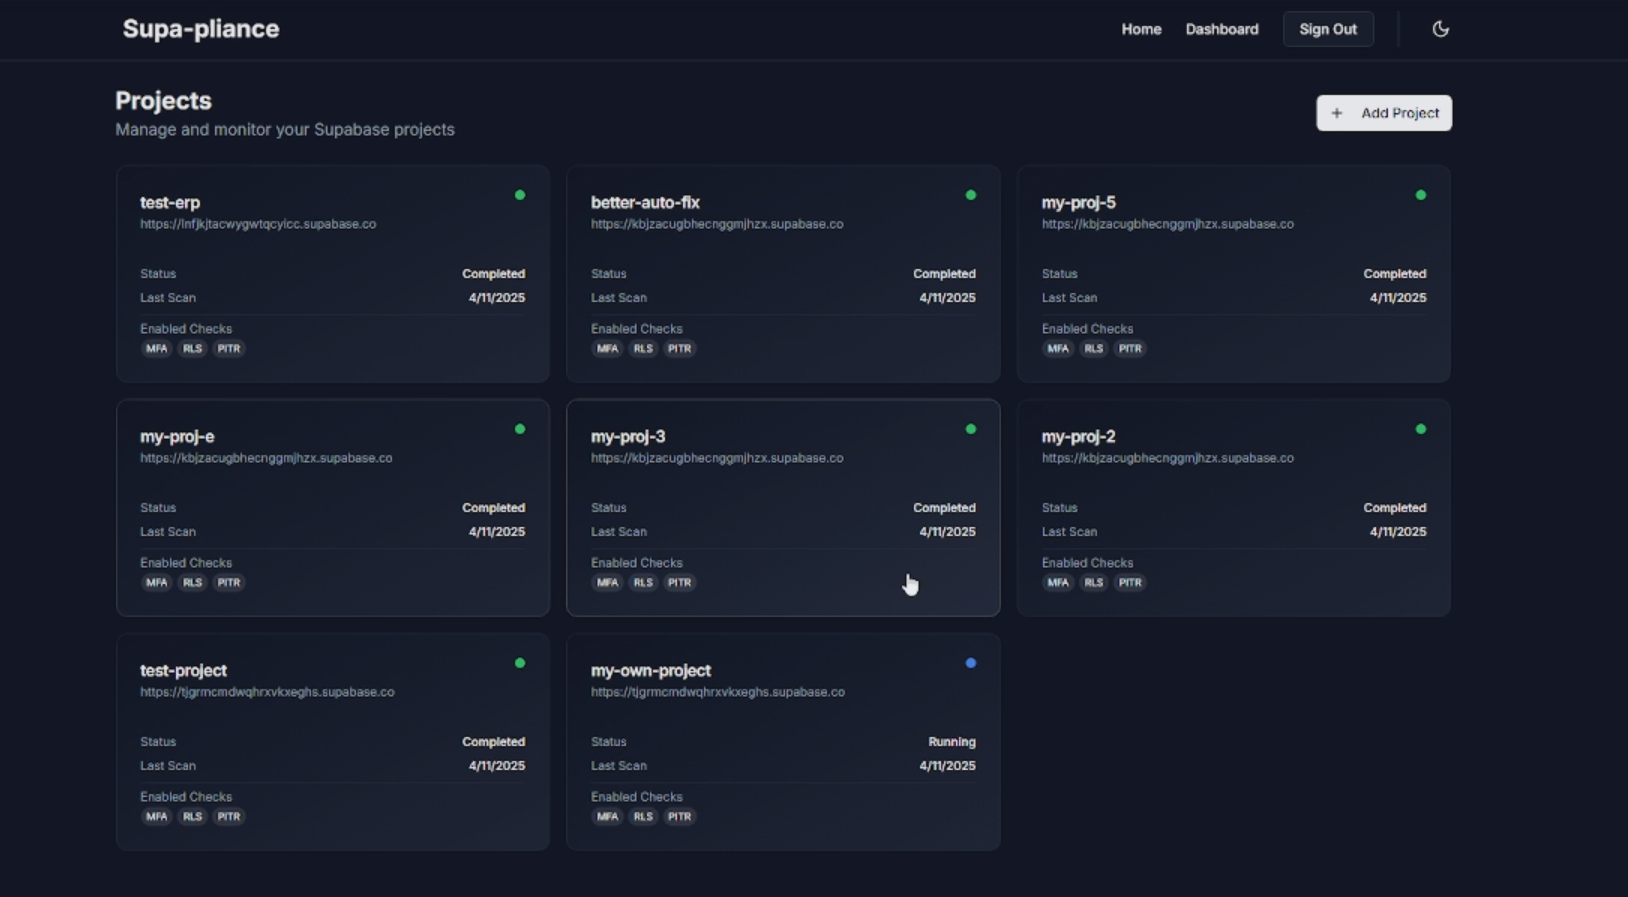 Supa-pliance
Home Dashboard Sign Out
Projects
Manage and monitor your Supabase projects
+ Add Project
test-erp
https://lnfjkjtacwygwtqcyicc.supabase.co
Status Completed
Last Scan 4/11/2025
Enabled Checks
MFA RLS PITR
better-auto-fix
https://kbjzacugbhecnggmjhzx.supabase.co
Status Completed
Last Scan 4/11/2025
Enabled Checks
MFA RLS PITR
my-proj-5
https://kbjzacugbhecnggmjhzx.supabase.co
Status Completed
Last Scan 4/11/2025
Enabled Checks
MFA RLS PITR
my-proj-e
https://kbjzacugbhecnggmjhzx.supabase.co
Status Completed
Last Scan 4/11/2025
Enabled Checks
MFA RLS PITR
my-proj-3
https://kbjzacugbhecnggmjhzx.supabase.co
Status Completed
Last Scan 4/11/2025
Enabled Checks
MFA RLS PITR
my-proj-2
https://kbjzacugbhecnggmjhzx.supabase.co
Status Completed
Last Scan 4/11/2025
Enabled Checks
MFA RLS PITR
test-project
https://tjgrmcmdwqhrxvkxeghs.supabase.co
Status Completed
Last Scan 4/11/2025
Enabled Checks
MFA RLS PITR
my-own-project
https://tjgrmcmdwqhrxvkxeghs.supabase.co
Status Running
Last Scan 4/11/2025
Enabled Checks
MFA RLS PITR